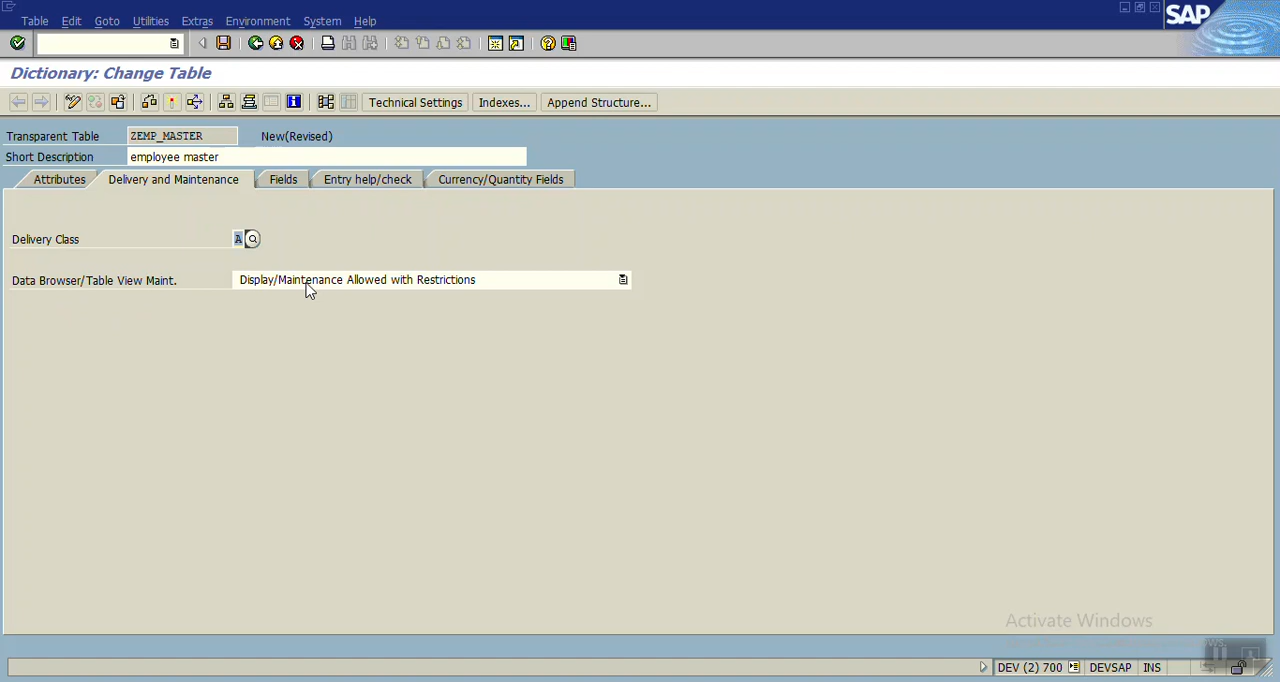 Table Edit Goto Utilities Extras Environment System Help
SAP
Dictionary: Change Table
Technical Settings Indexes... Append Structure...
Transparent Table ZEMP_MASTER New(Revised)
Short Description employee master
Attributes Delivery and Maintenance Fields Entry help/check Currency/Quantity Fields
Delivery Class A
Data Browser/Table View Maint. Display/Maintenance Allowed with Restrictions
Activate Windows
DEV (2) 700 DEVSAP INS